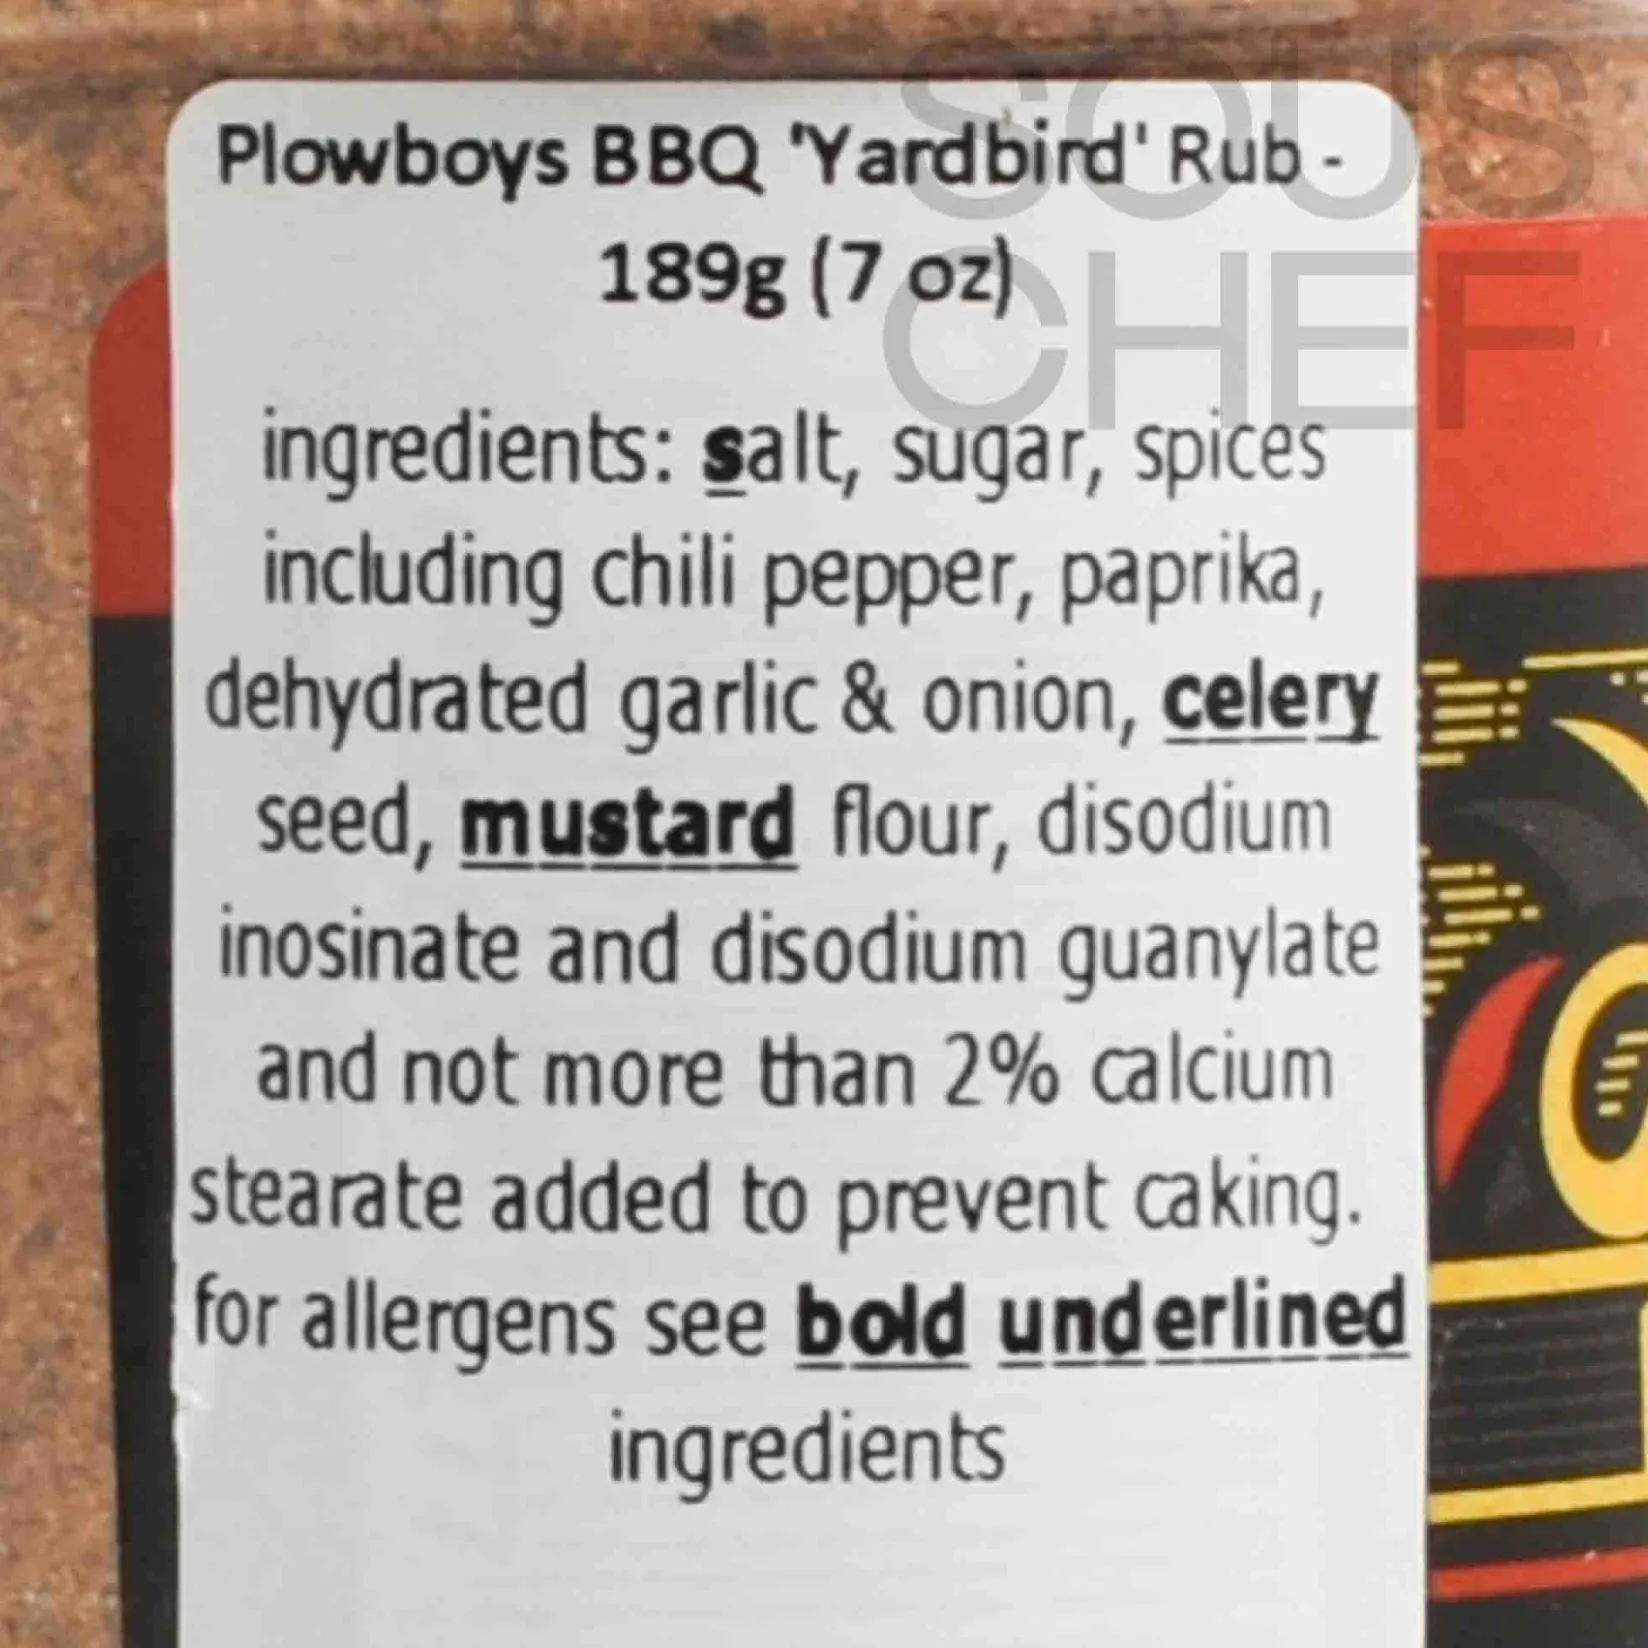 SOUS
CHEF
Plowboys BBQ 'Yardbird' Rub -
189g (7 oz)
ingredients: salt, sugar, spices
including chili pepper, paprika,
dehydrated garlic & onion, celery
seed, mustard flour, disodium
inosinate and disodium guanylate
and not more than 2% calcium
stearate added to prevent caking.
for allergens see bold underlined
ingredients